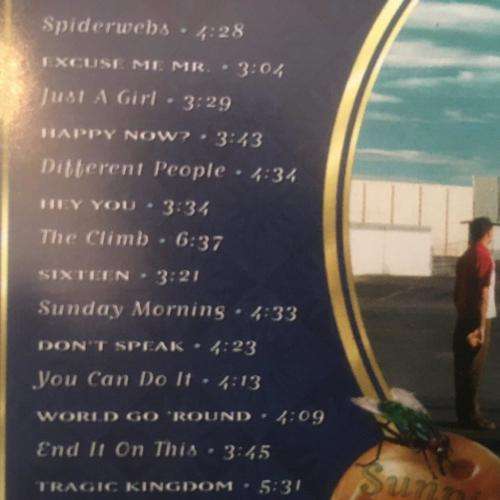 Spiderwebs • 4:28
EXCUSE ME MR. • 3:04
Just A Girl • 3:29
HAPPY NOW? • 3:43
Different People • 4:34
HEY YOU • 3:34
The Climb • 6:37
SIXTEEN • 3:21
Sunday Morning • 4:33
DON'T SPEAK • 4:23
You Can Do It • 4:13
WORLD GO 'ROUND • 4:09
End It On This • 3:45
TRAGIC KINGDOM • 5:31